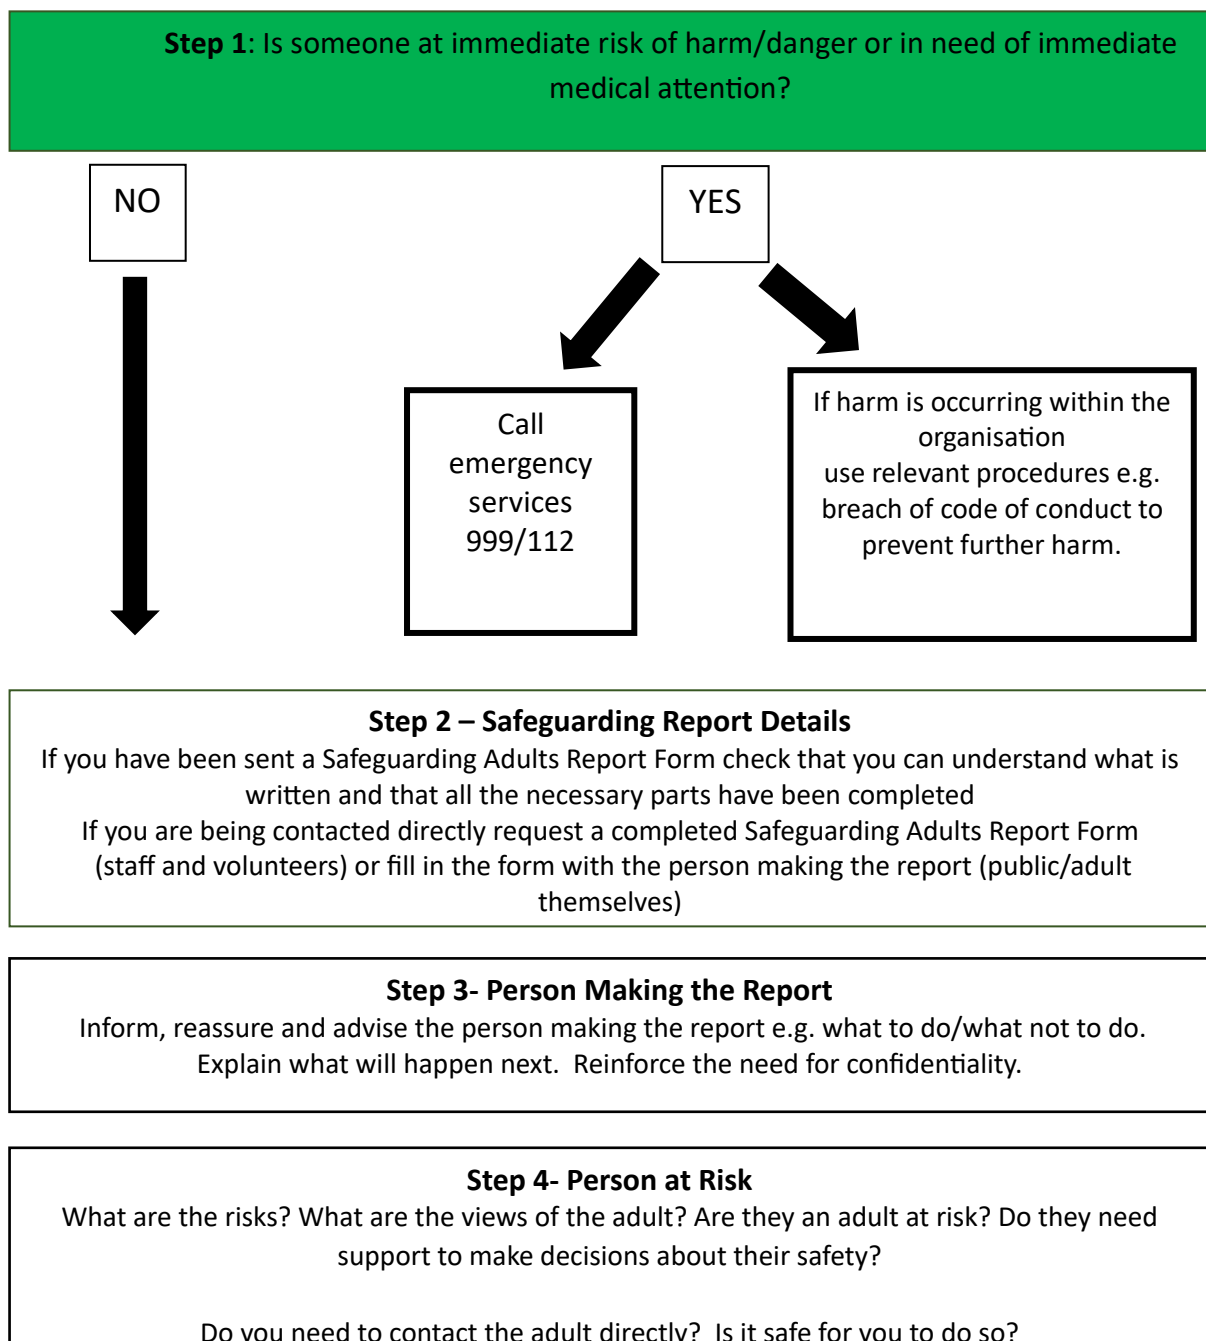 Step 1: Is someone at immediate risk of harm/danger or in need of immediate
medical attention?
NO
YES
Call
emergency
services
999/112
If harm is occurring within the
organisation
use relevant procedures e.g.
breach of code of conduct to
prevent further harm.
Step 2 – Safeguarding Report Details
If you have been sent a Safeguarding Adults Report Form check that you can understand what is
written and that all the necessary parts have been completed
If you are being contacted directly request a completed Safeguarding Adults Report Form
(staff and volunteers) or fill in the form with the person making the report (public/adult
themselves)
Step 3- Person Making the Report
Inform, reassure and advise the person making the report e.g. what to do/what not to do.
Explain what will happen next.  Reinforce the need for confidentiality.
Step 4- Person at Risk
What are the risks? What are the views of the adult? Are they an adult at risk? Do they need
support to make decisions about their safety?
Do you need to contact the adult directly?  Is it safe for you to do so?